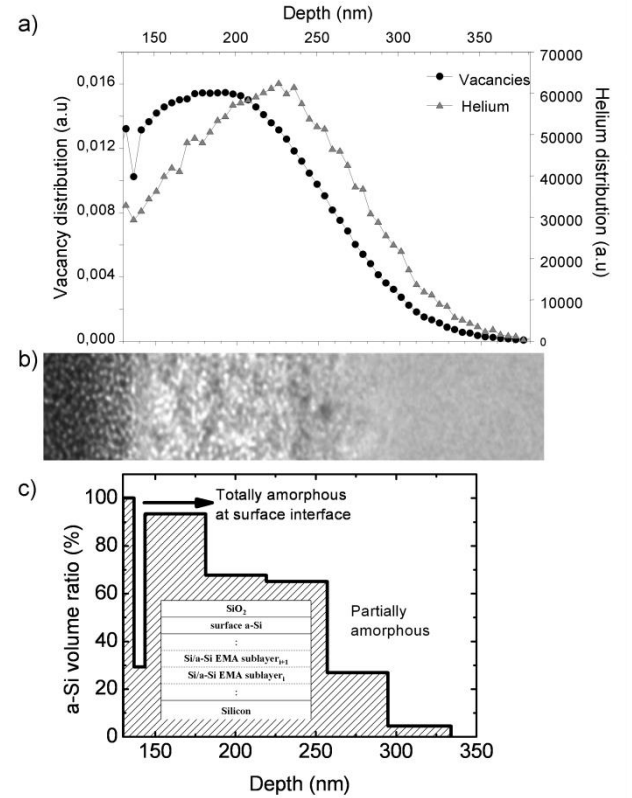 Depth (nm)
a)
150 200 250 300 350
0,016
0,012
0,008
0,004
0,000
Vacancy distribution (a.u)
Vacancies
Helium
70000
60000
50000
40000
30000
20000
10000
0
Helium distribution (a.u)
b)
c)
100
80
60
40
20
0
a-Si volume ratio (%)
Totally amorphous
at surface interface
Partially
amorphous
SiO2
surface a-Si
:
Si/a-Si EMA sublayeri+1
Si/a-Si EMA sublayeri
:
Silicon
150 200 250 300 350
Depth (nm)